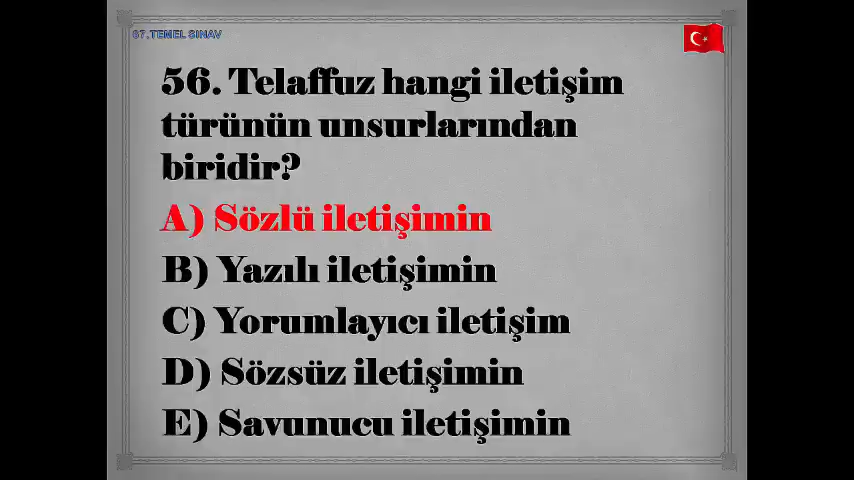 67.TEMEL SINAV
56. Telaffuz hangi iletişim
türünün unsurlarından
biridir?
A) Sözlü iletişimin
B) Yazılı iletişimin
C) Yorumlayıcı iletişim
D) Sözsüz iletişimin
E) Savunucu iletişimin